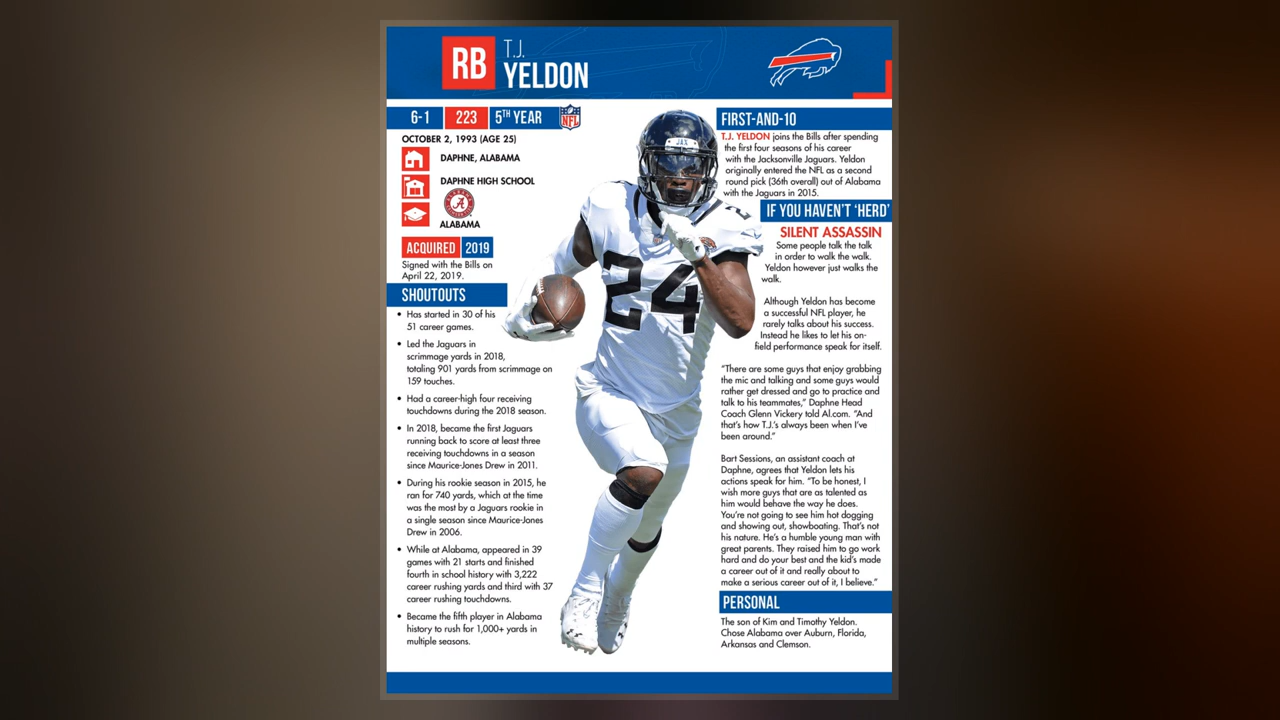 RB
T.J.
YELDON
6-1 223 5TH YEAR NFL
OCTOBER 2, 1993 (AGE 25)
DAPHNE, ALABAMA
DAPHNE HIGH SCHOOL
A
ALABAMA
ACQUIRED 2019
Signed with the Bills on
April 22, 2019.
SHOUTOUTS
• Has started in 30 of his
51 career games.
• Led the Jaguars in
scrimmage yards in 2018,
totaling 901 yards from scrimmage on
159 touches.
• Had a career-high four receiving
touchdowns during the 2018 season.
• In 2018, became the first Jaguars
running back to score at least three
receiving touchdowns in a season
since Maurice-Jones Drew in 2011.
• During his rookie season in 2015, he
ran for 740 yards, which at the time
was the most by a Jaguars rookie in
a single season since Maurice-Jones
Drew in 2006.
• While at Alabama, appeared in 39
games with 21 starts and finished
fourth in school history with 3,222
career rushing yards and third with 37
career rushing touchdowns.
• Became the fifth player in Alabama
history to rush for 1,000+ yards in
multiple seasons.
JAX
24
2
FIRST-AND-10
T.J. YELDON joins the Bills after spending
the first four seasons of his career
with the Jacksonville Jaguars. Yeldon
originally entered the NFL as a second
round pick (36th overall) out of Alabama
with the Jaguars in 2015.
IF YOU HAVEN'T 'HERD'
SILENT ASSASSIN
Some people talk the talk
in order to walk the walk.
Yeldon however just walks the
walk.
Although Yeldon has become
a successful NFL player, he
rarely talks about his success.
Instead he likes to let his on-
field performance speak for itself.
“There are some guys that enjoy grabbing
the mic and talking and some guys would
rather get dressed and go to practice and
talk to his teammates,” Daphne Head
Coach Glenn Vickery told Al.com. “And
that’s how T.J.’s always been when I’ve
been around.”
Bart Sessions, an assistant coach at
Daphne, agrees that Yeldon lets his
actions speak for him. “To be honest, I
wish more guys that are as talented as
him would behave the way he does.
You’re not going to see him hot dogging
and showing out, showboating. That’s not
his nature. He’s a humble young man with
great parents. They raised him to go work
hard and do your best and the kid’s made
a career out of it and really about to
make a serious career out of it, I believe.”
PERSONAL
The son of Kim and Timothy Yeldon.
Chose Alabama over Auburn, Florida,
Arkansas and Clemson.